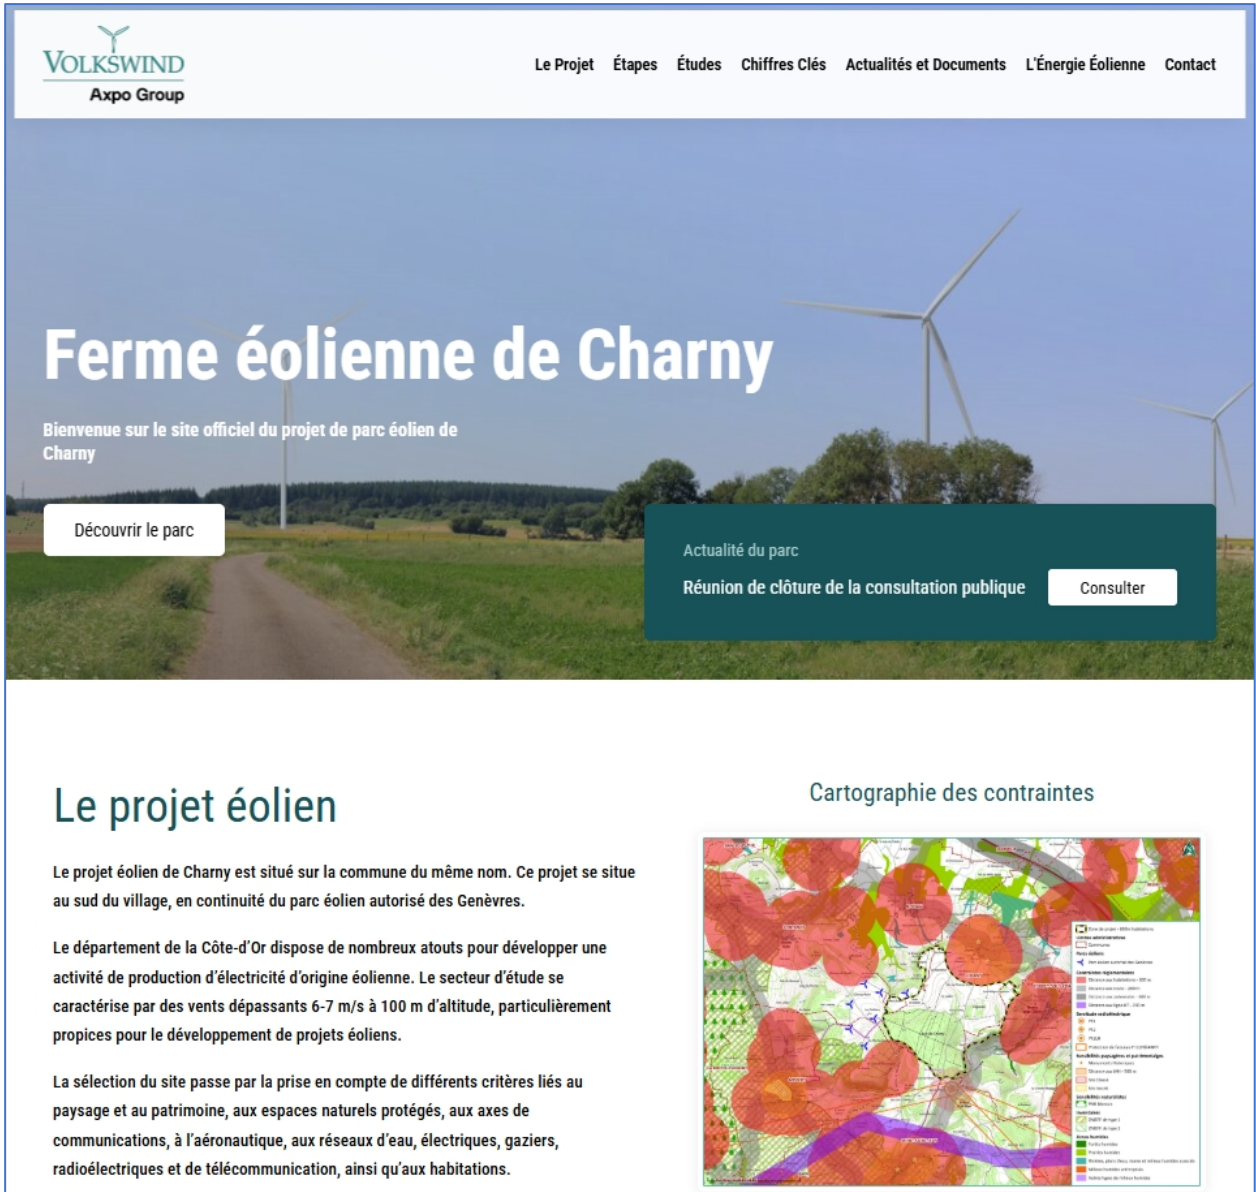 VOLKSWIND
Axpo Group
Le Projet Étapes Études Chiffres Clés Actualités et Documents L'Énergie Éolienne Contact
Ferme éolienne de Charny
Bienvenue sur le site officiel du projet de parc éolien de
Charny
Découvrir le parc
Actualité du parc
Réunion de clôture de la consultation publique
Consulter
Le projet éolien
Le projet éolien de Charny est situé sur la commune du même nom. Ce projet se situe
au sud du village, en continuité du parc éolien autorisé des Genèvres.
Le département de la Côte-d’Or dispose de nombreux atouts pour développer une
activité de production d’électricité d’origine éolienne. Le secteur d’étude se
caractérise par des vents dépassants 6-7 m/s à 100 m d’altitude, particulièrement
propices pour le développement de projets éoliens.
La sélection du site passe par la prise en compte de différents critères liés au
paysage et au patrimoine, aux espaces naturels protégés, aux axes de
communications, à l’aéronautique, aux réseaux d’eau, électriques, gaziers,
radioélectriques et de télécommunication, ainsi qu’aux habitations.
Cartographie des contraintes